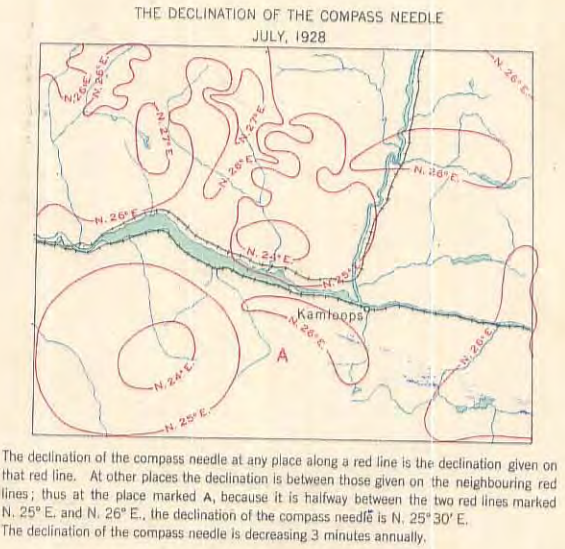 THE DECLINATION OF THE COMPASS NEEDLE
JULY, 1928
N. 26° E.
N. 26° E.
N. 26° E.
N. 27° E.
N. 27° E.
N. 26° E.
N. 26° E.
N. 26° E.
N. 24° E.
N. 25°
Kamloops
N. 26° E.
N. 26° E.
A
N. 24° E.
N. 25° E.
The declination of the compass needle at any place along a red line is the declination given on
that red line. At other places the declination is between those given on the neighbouring red
lines; thus at the place marked A, because it is halfway between the two red lines marked
N. 25° E. and N. 26° E., the declination of the compass needle is N. 25° 30' E.
The declination of the compass needle is decreasing 3 minutes annually.